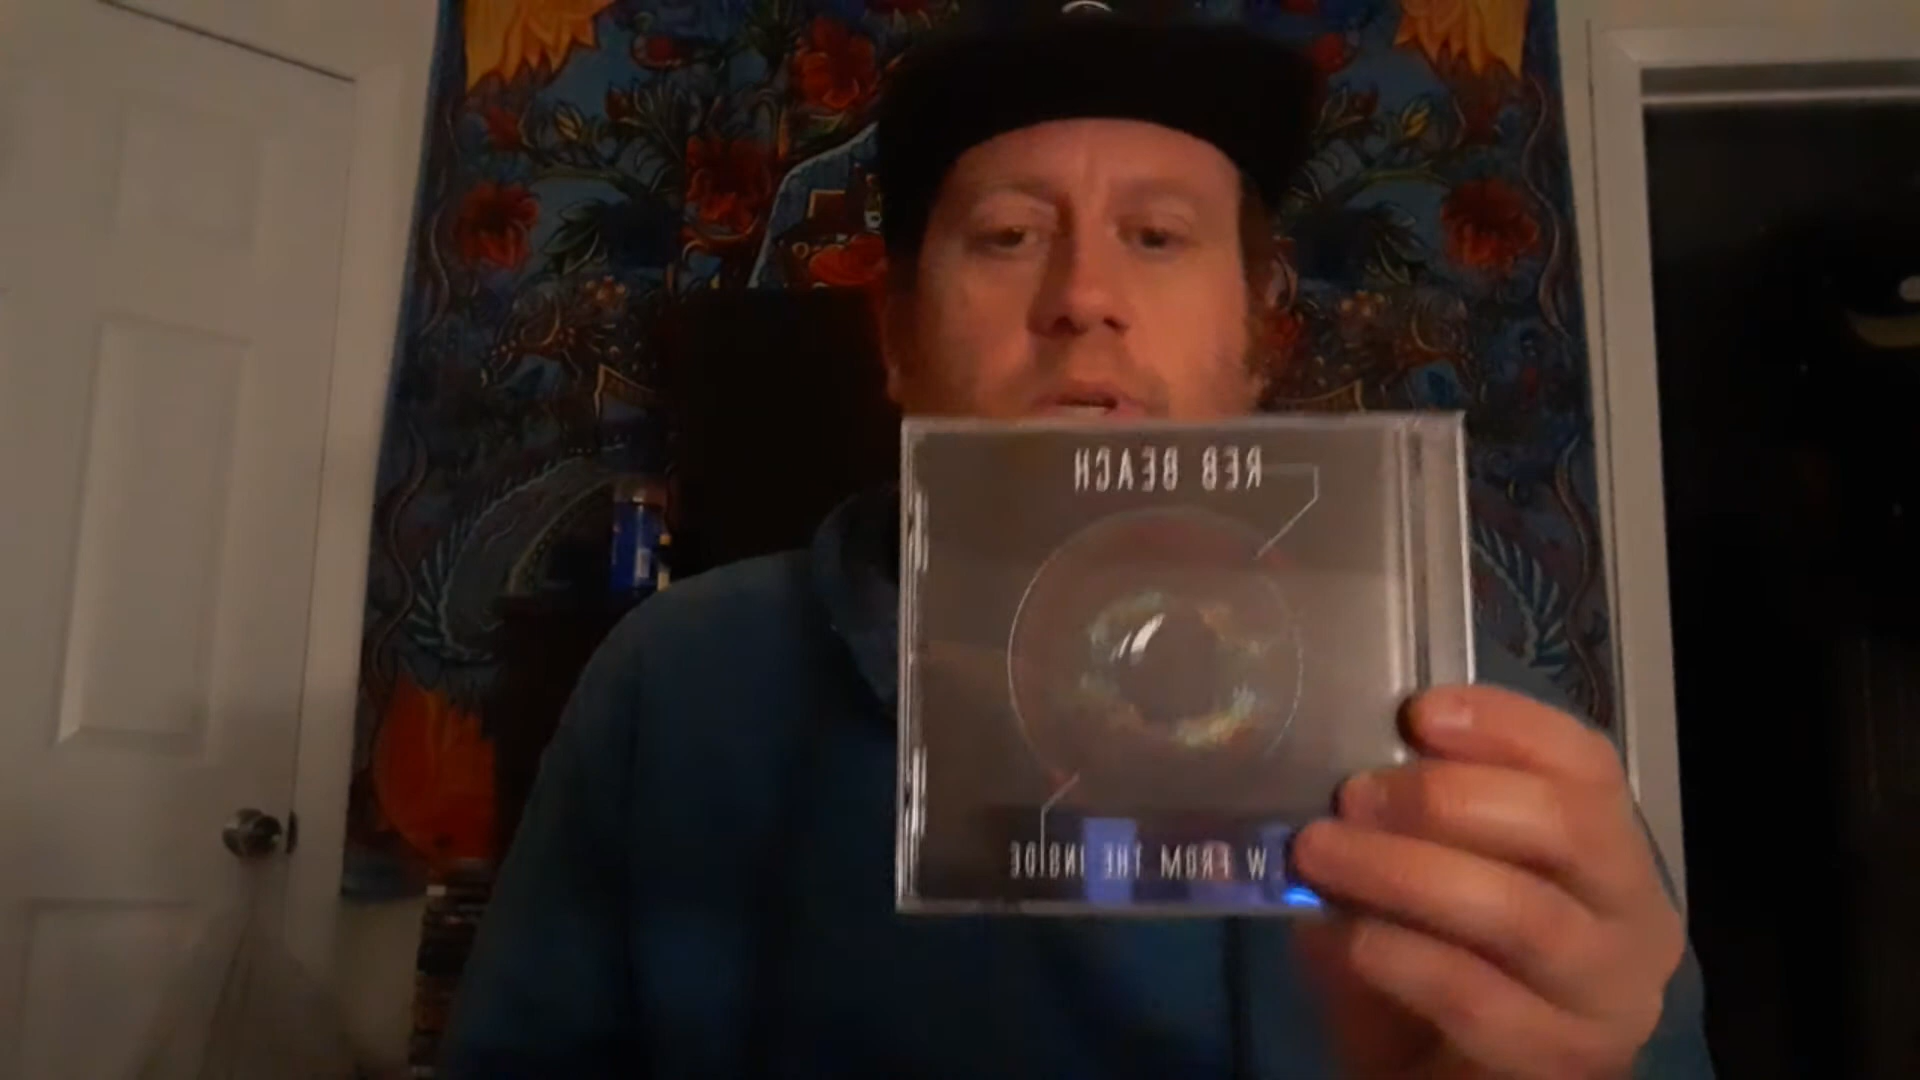 REB BEACH
W FROM THE INSIDE